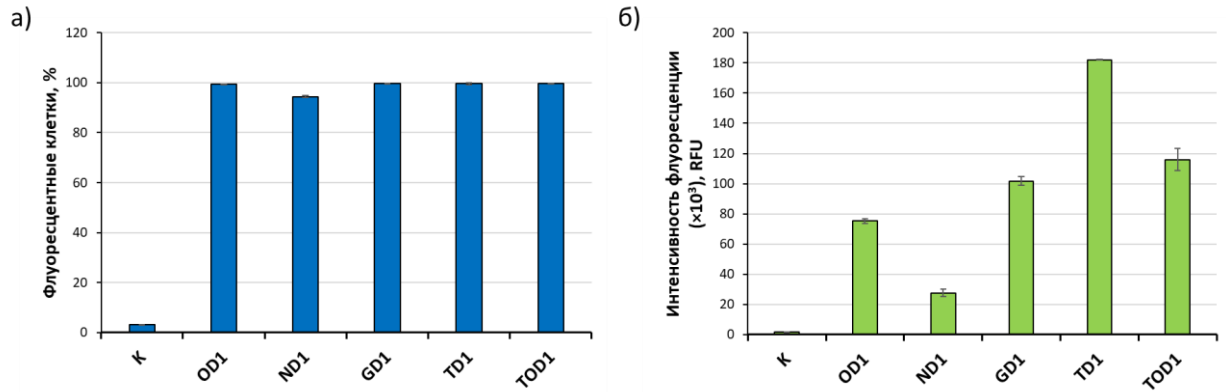 а)
Флуоресцентные клетки, %
120
100
80
60
40
20
0
К
OD1
ND1
GD1
TD1
TOD1
б)
Интенсивность флуоресценции
(×10³), RFU
200
180
160
140
120
100
80
60
40
20
0
К
OD1
ND1
GD1
TD1
TOD1